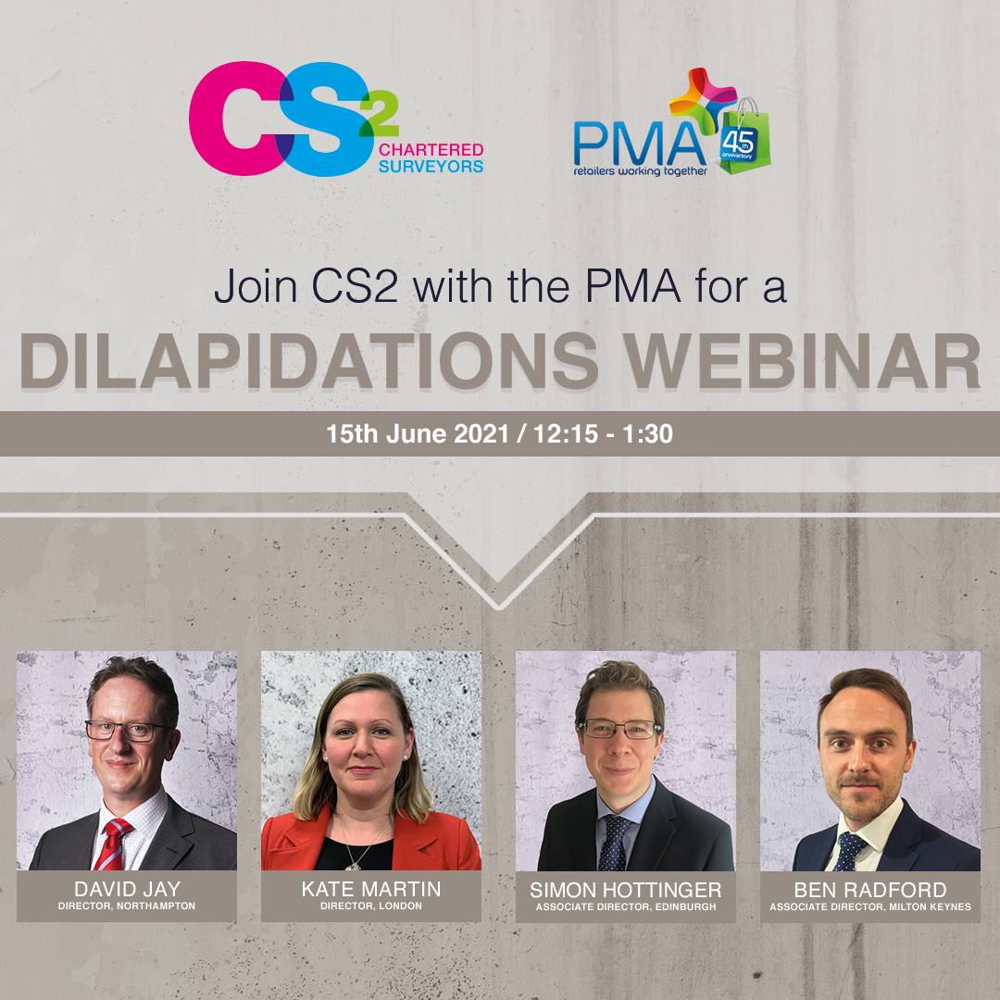 CS2
CHARTERED
SURVEYORS
PMA
45th
anniversary
retailers working together
Join CS2 with the PMA for a
DILAPIDATIONS WEBINAR
15th June 2021 / 12:15 - 1:30
DAVID JAY
DIRECTOR, NORTHAMPTON
KATE MARTIN
DIRECTOR, LONDON
SIMON HOTTINGER
ASSOCIATE DIRECTOR, EDINBURGH
BEN RADFORD
ASSOCIATE DIRECTOR, MILTON KEYNES